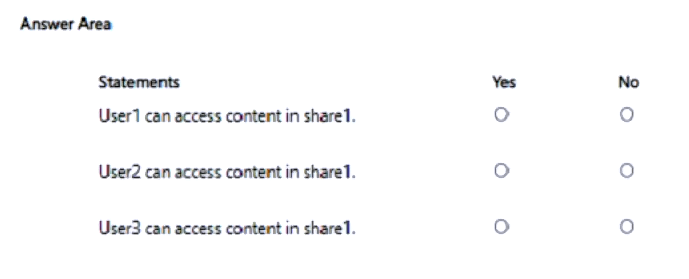 Answer Area
Statements Yes No
User1 can access content in share1.
User2 can access content in share1.
User3 can access content in share1.